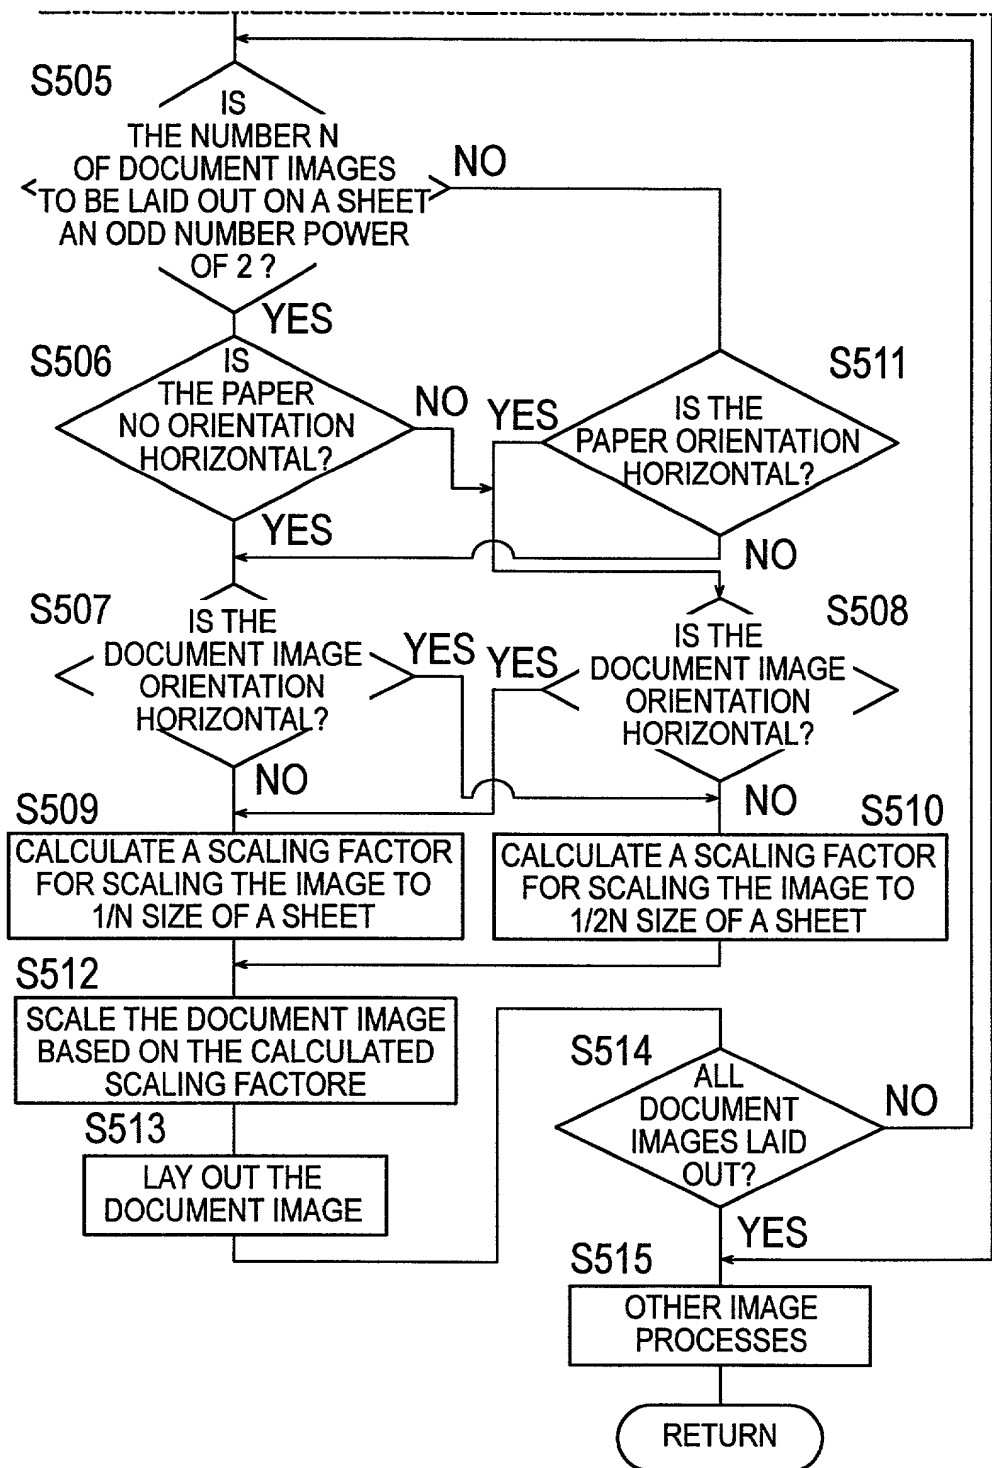 S505
IS
THE NUMBER N
OF DOCUMENT IMAGES
TO BE LAID OUT ON A SHEET
AN ODD NUMBER POWER
OF 2 ?
NO
YES
S506
IS
THE PAPER
NO ORIENTATION
HORIZONTAL?
NO
YES
S511
IS THE
PAPER ORIENTATION
HORIZONTAL?
YES
NO
S507
IS THE
DOCUMENT IMAGE
ORIENTATION
HORIZONTAL?
YES
NO
S508
IS THE
DOCUMENT IMAGE
ORIENTATION
HORIZONTAL?
YES
NO
S509
CALCULATE A SCALING FACTOR
FOR SCALING THE IMAGE TO
1/N SIZE OF A SHEET
S510
CALCULATE A SCALING FACTOR
FOR SCALING THE IMAGE TO
1/2N SIZE OF A SHEET
S512
SCALE THE DOCUMENT IMAGE
BASED ON THE CALCULATED
SCALING FACTORE
S513
LAY OUT THE
DOCUMENT IMAGE
S514
ALL
DOCUMENT
IMAGES LAID
OUT?
NO
YES
S515
OTHER IMAGE
PROCESSES
RETURN